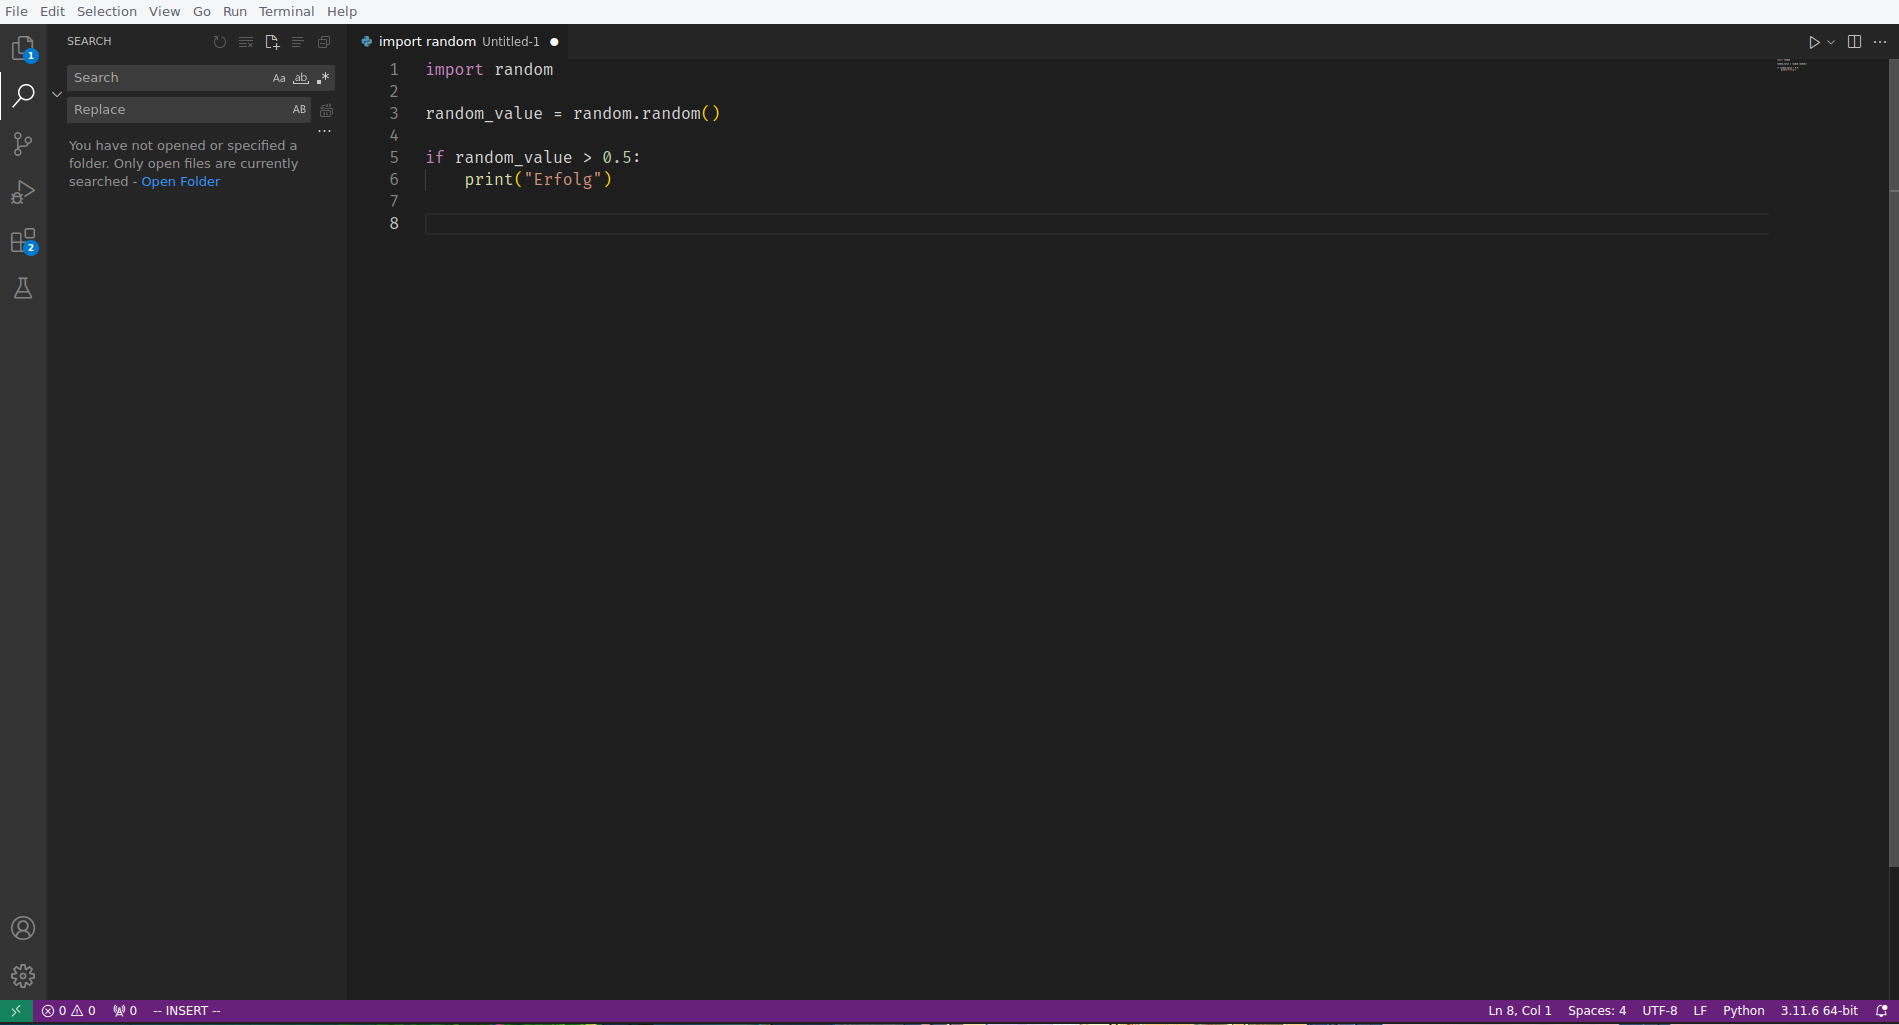 File Edit Selection View Go Run Terminal Help
1
2
SEARCH
Search Aa ab .*
Replace AB
...
You have not opened or specified a
folder. Only open files are currently
searched - Open Folder
import random Untitled-1
1 import random
2
3 random_value = random.random()
4
5 if random_value > 0.5:
6 print("Erfolg")
7
8
0 0 0 -- INSERT -- Ln 8, Col 1 Spaces: 4 UTF-8 LF Python 3.11.6 64-bit